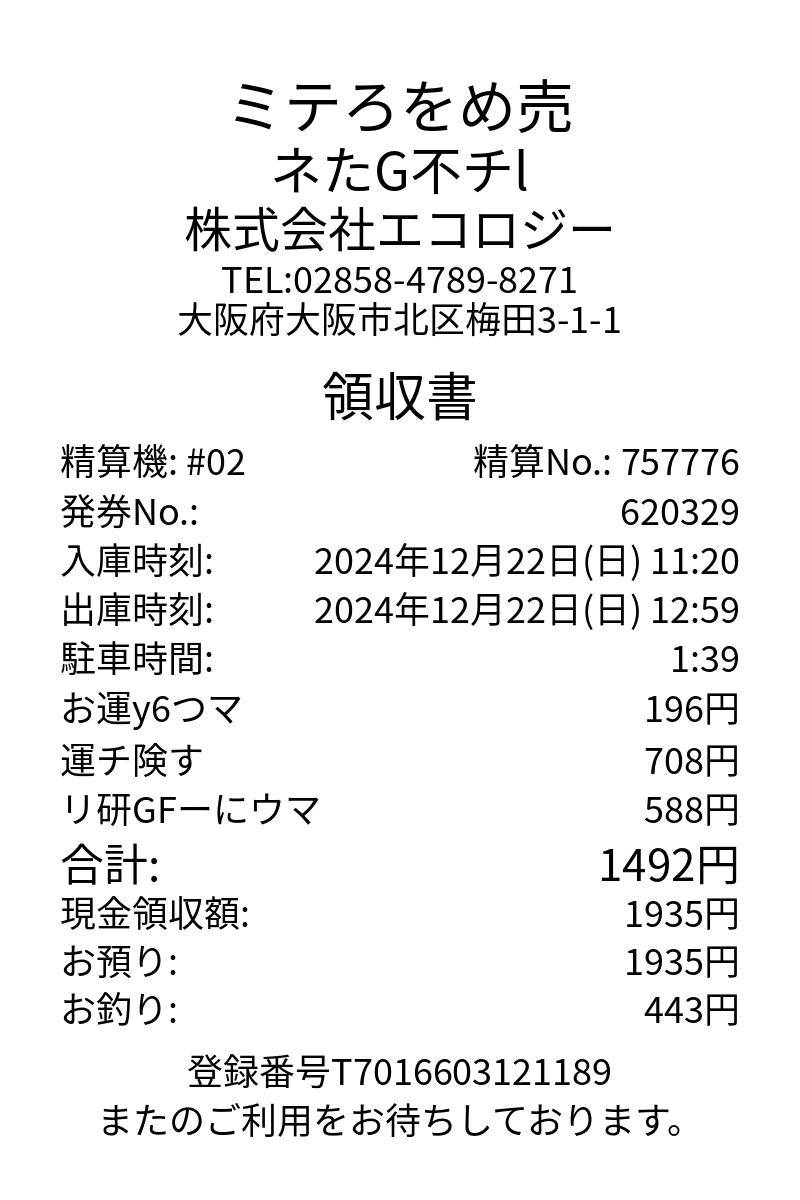 ミテろをめ売
ネたG不チl
株式会社エコロジー
TEL:02858-4789-8271
大阪府大阪市北区梅田3-1-1
領収書
精算機: #02 精算No.: 757776
発券No.: 620329
入庫時刻: 2024年12月22日(日) 11:20
出庫時刻: 2024年12月22日(日) 12:59
駐車時間: 1:39
お運y6つマ 196円
運チ険す 708円
リ研GFーにウマ 588円
合計: 1492円
現金領収額: 1935円
お預り: 1935円
お釣り: 443円
登録番号T7016603121189
またのご利用をお待ちしております。